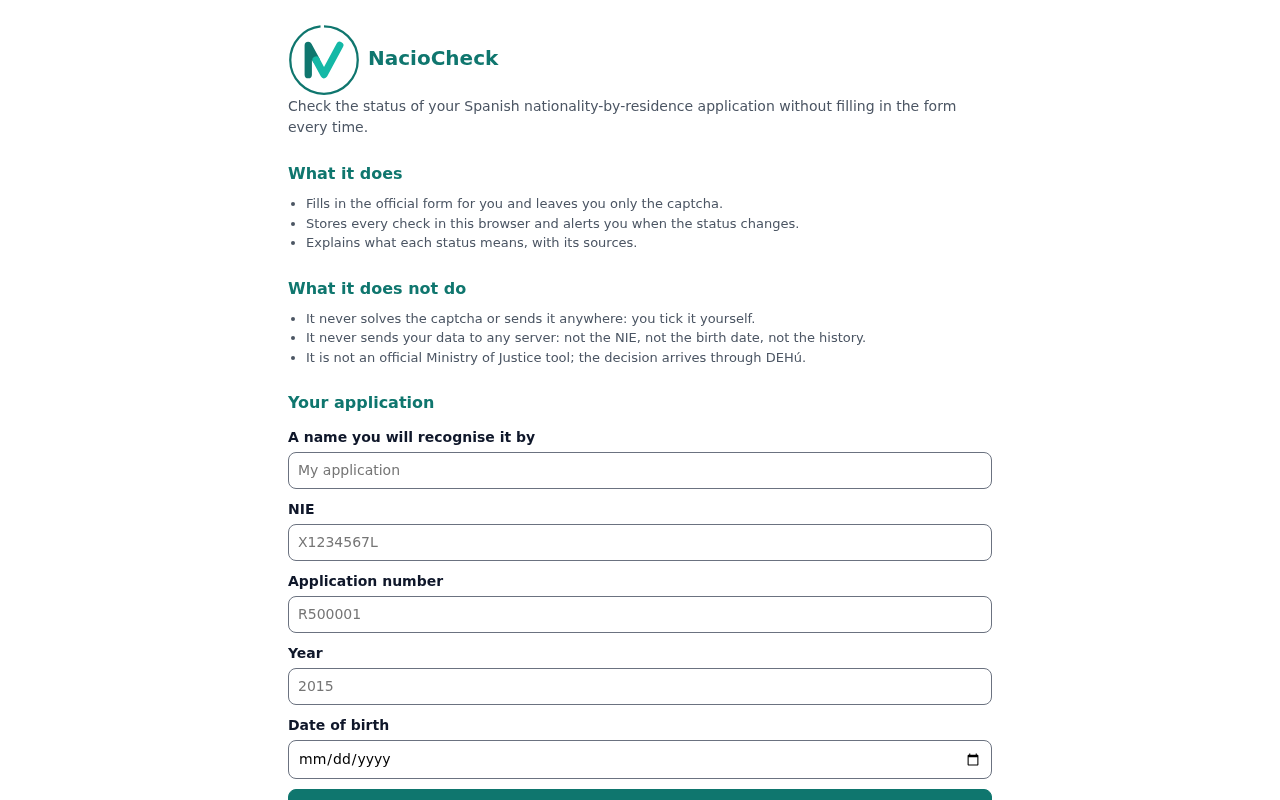 NacioCheck
Check the status of your Spanish nationality-by-residence application without filling in the form
every time.
What it does
• Fills in the official form for you and leaves you only the captcha.
• Stores every check in this browser and alerts you when the status changes.
• Explains what each status means, with its sources.
What it does not do
• It never solves the captcha or sends it anywhere: you tick it yourself.
• It never sends your data to any server: not the NIE, not the birth date, not the history.
• It is not an official Ministry of Justice tool; the decision arrives through DEHú.
Your application
A name you will recognise it by
My application
NIE
X1234567L
Application number
R500001
Year
2015
Date of birth
mm/dd/yyyy